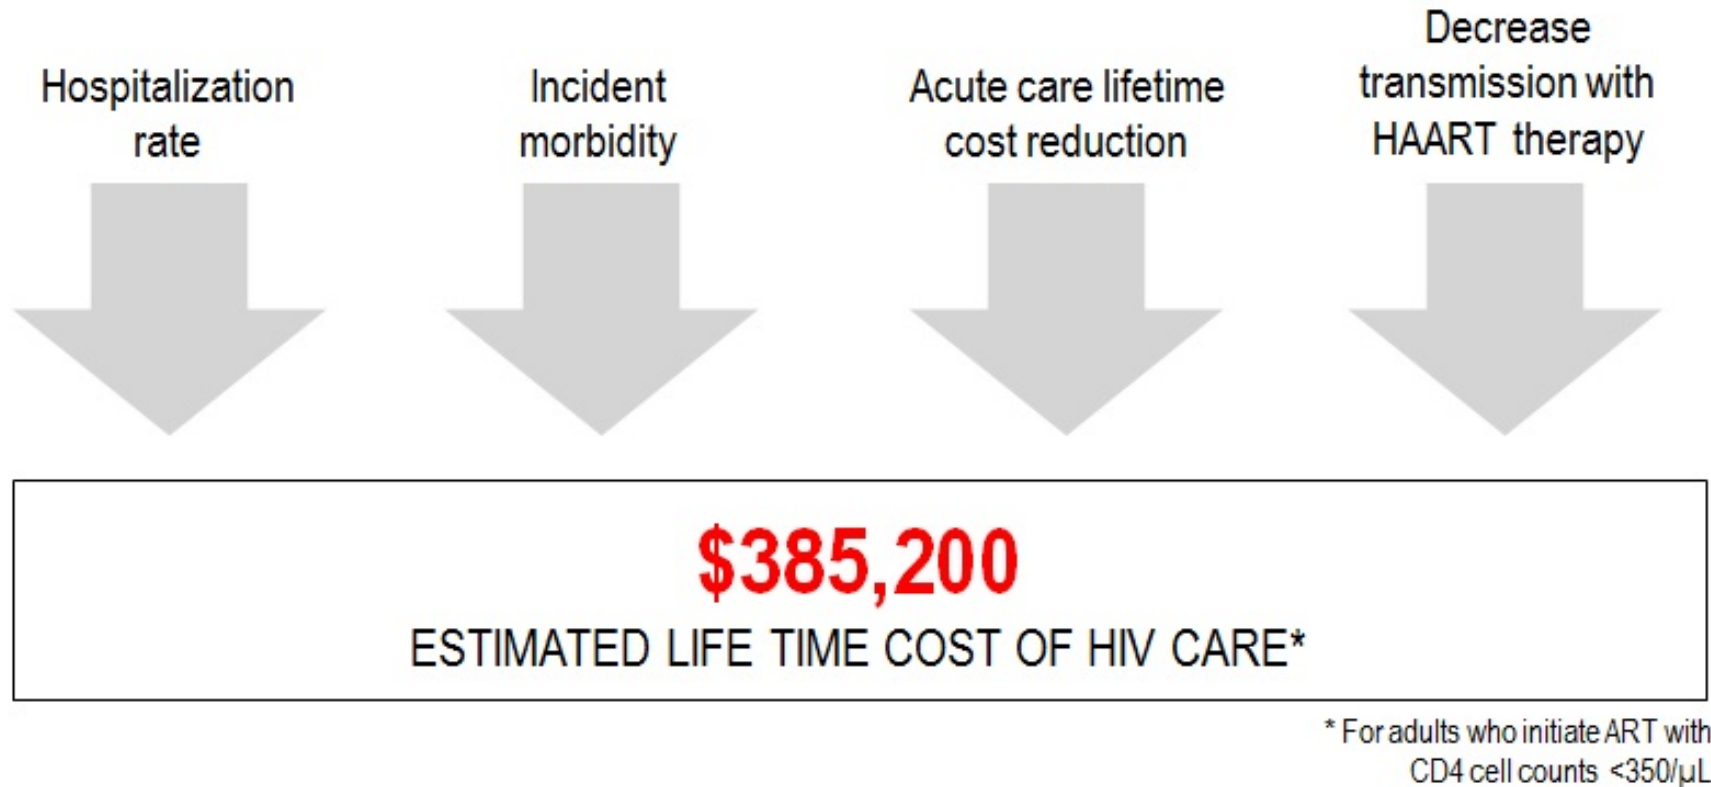 Hospitalization
rate
Incident
morbidity
Acute care lifetime
cost reduction
Decrease
transmission with
HAART therapy
$385,200
ESTIMATED LIFE TIME COST OF HIV CARE*
* For adults who initiate ART with
CD4 cell counts <350/µL